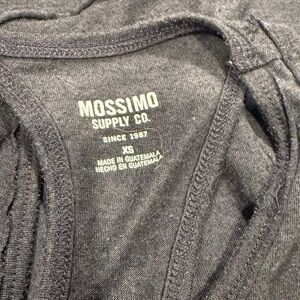 MOSSIMO
SUPPLY CO.
SINCE 1987
XS
MADE IN GUATEMALA
HECHO EN GUATEMALA